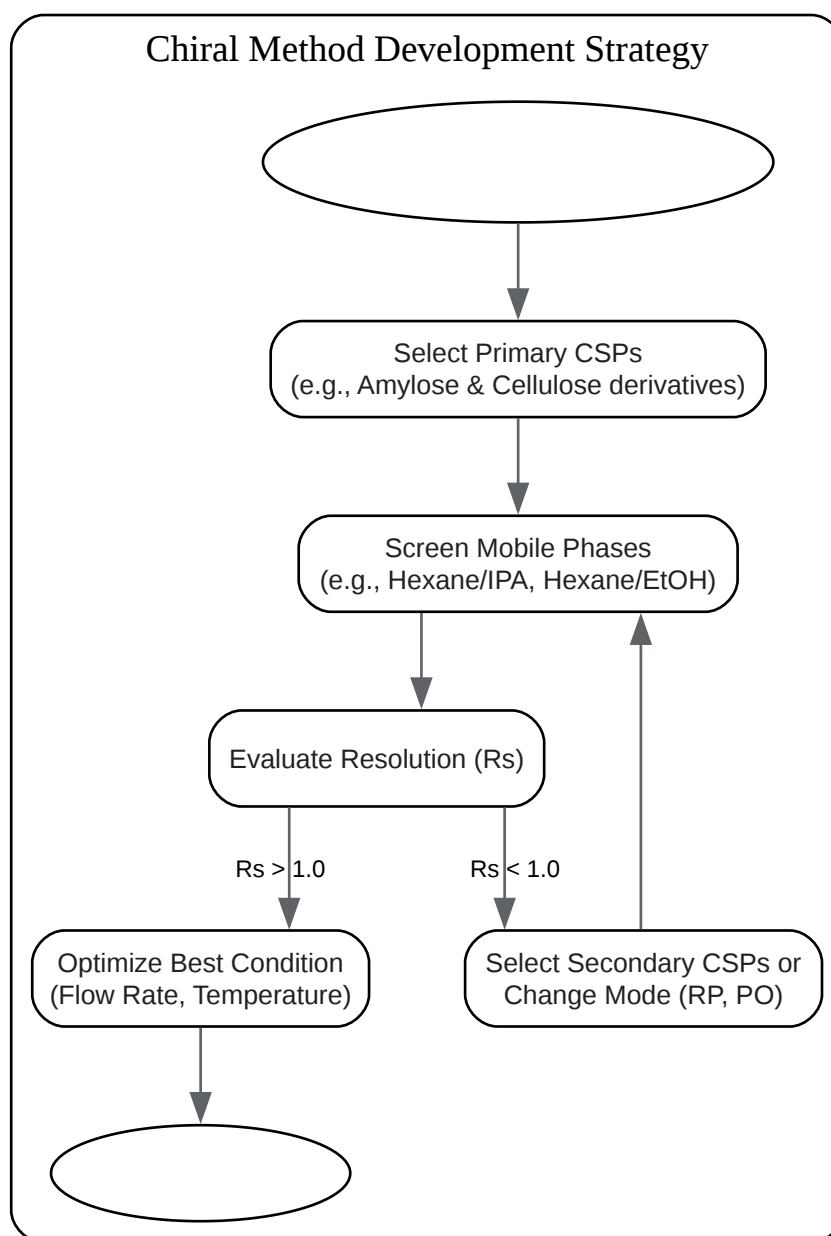 Chiral Method Development Strategy
Select Primary CSPs
(e.g., Amylose & Cellulose derivatives)
Screen Mobile Phases
(e.g., Hexane/IPA, Hexane/EtOH)
Evaluate Resolution (Rs)
Rs > 1.0
Rs < 1.0
Optimize Best Condition
(Flow Rate, Temperature)
Select Secondary CSPs or
Change Mode (RP, PO)